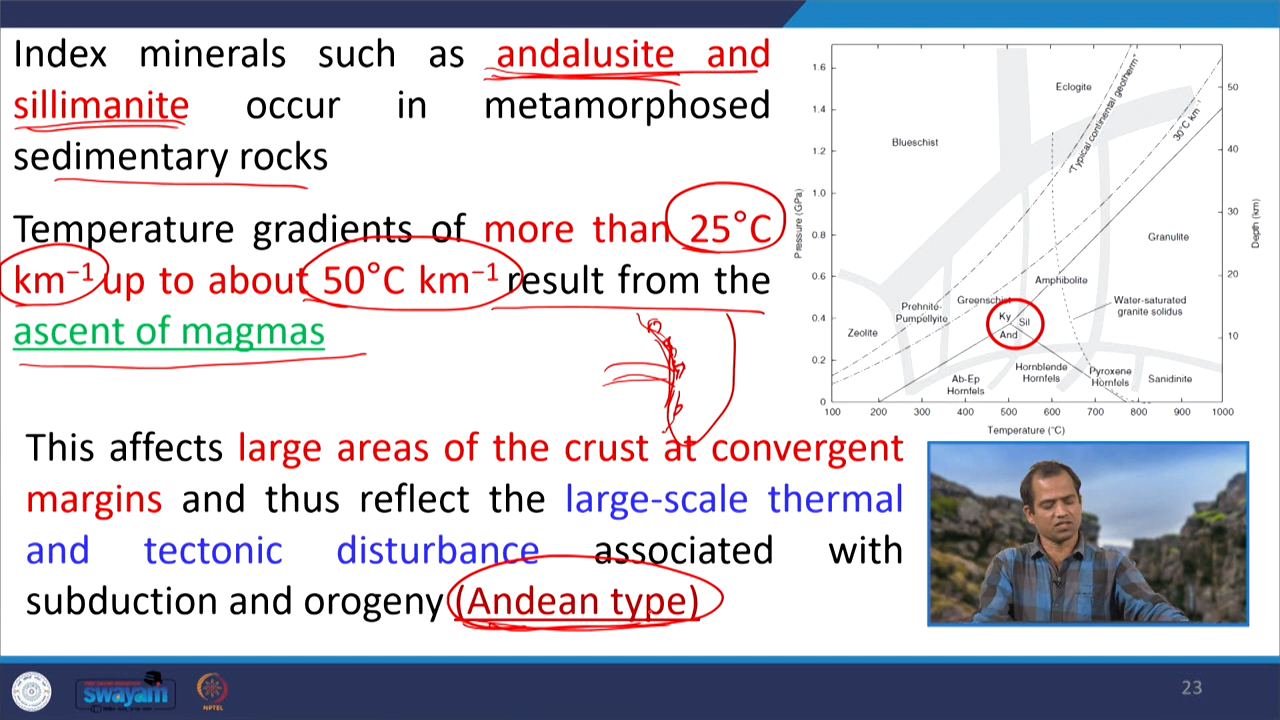 Index minerals such as andalusite and
sillimanite occur in metamorphosed
sedimentary rocks
Temperature gradients of more than 25°C
km⁻¹ up to about 50°C km⁻¹ result from the
ascent of magmas
This affects large areas of the crust at convergent
margins and thus reflect the large-scale thermal
and tectonic disturbance associated with
subduction and orogeny (Andean type)
Pressure (GPa)
1.6
1.4
1.2
1.0
0.8
0.6
0.4
0.2
0
100 200 300 400 500 600 700 800 900 1000
Temperature (°C)
50
40
30
20
10
Depth (km)
Eclogite
Blueschist
"Typical continental geotherm"
30°C km⁻¹
Granulite
Amphibolite
Greenschist
Prehnite-
Pumpellyite
Zeolite
Water-saturated
granite solidus
Ky
Sil
And
Ab-Ep
Hornfels
Hornblende
Hornfels
Pyroxene
Hornfels
Sanidinite
swayam
NPTEL
23